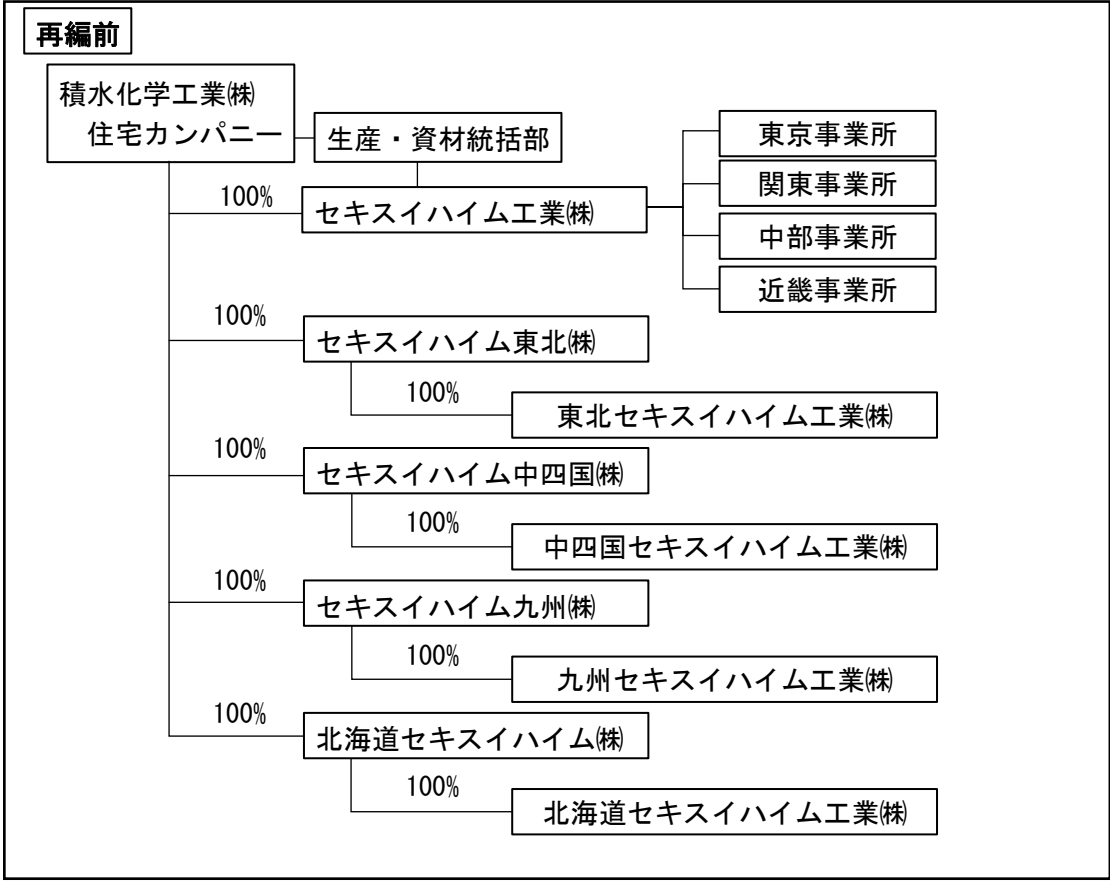 再編前
積水化学工業㈱
住宅カンパニー
生産・資材統括部
東京事業所
関東事業所
100%
セキスイハイム工業㈱
中部事業所
近畿事業所
100%
セキスイハイム東北㈱
100%
東北セキスイハイム工業㈱
100%
セキスイハイム中四国㈱
100%
中四国セキスイハイム工業㈱
100%
セキスイハイム九州㈱
100%
九州セキスイハイム工業㈱
100%
北海道セキスイハイム㈱
100%
北海道セキスイハイム工業㈱